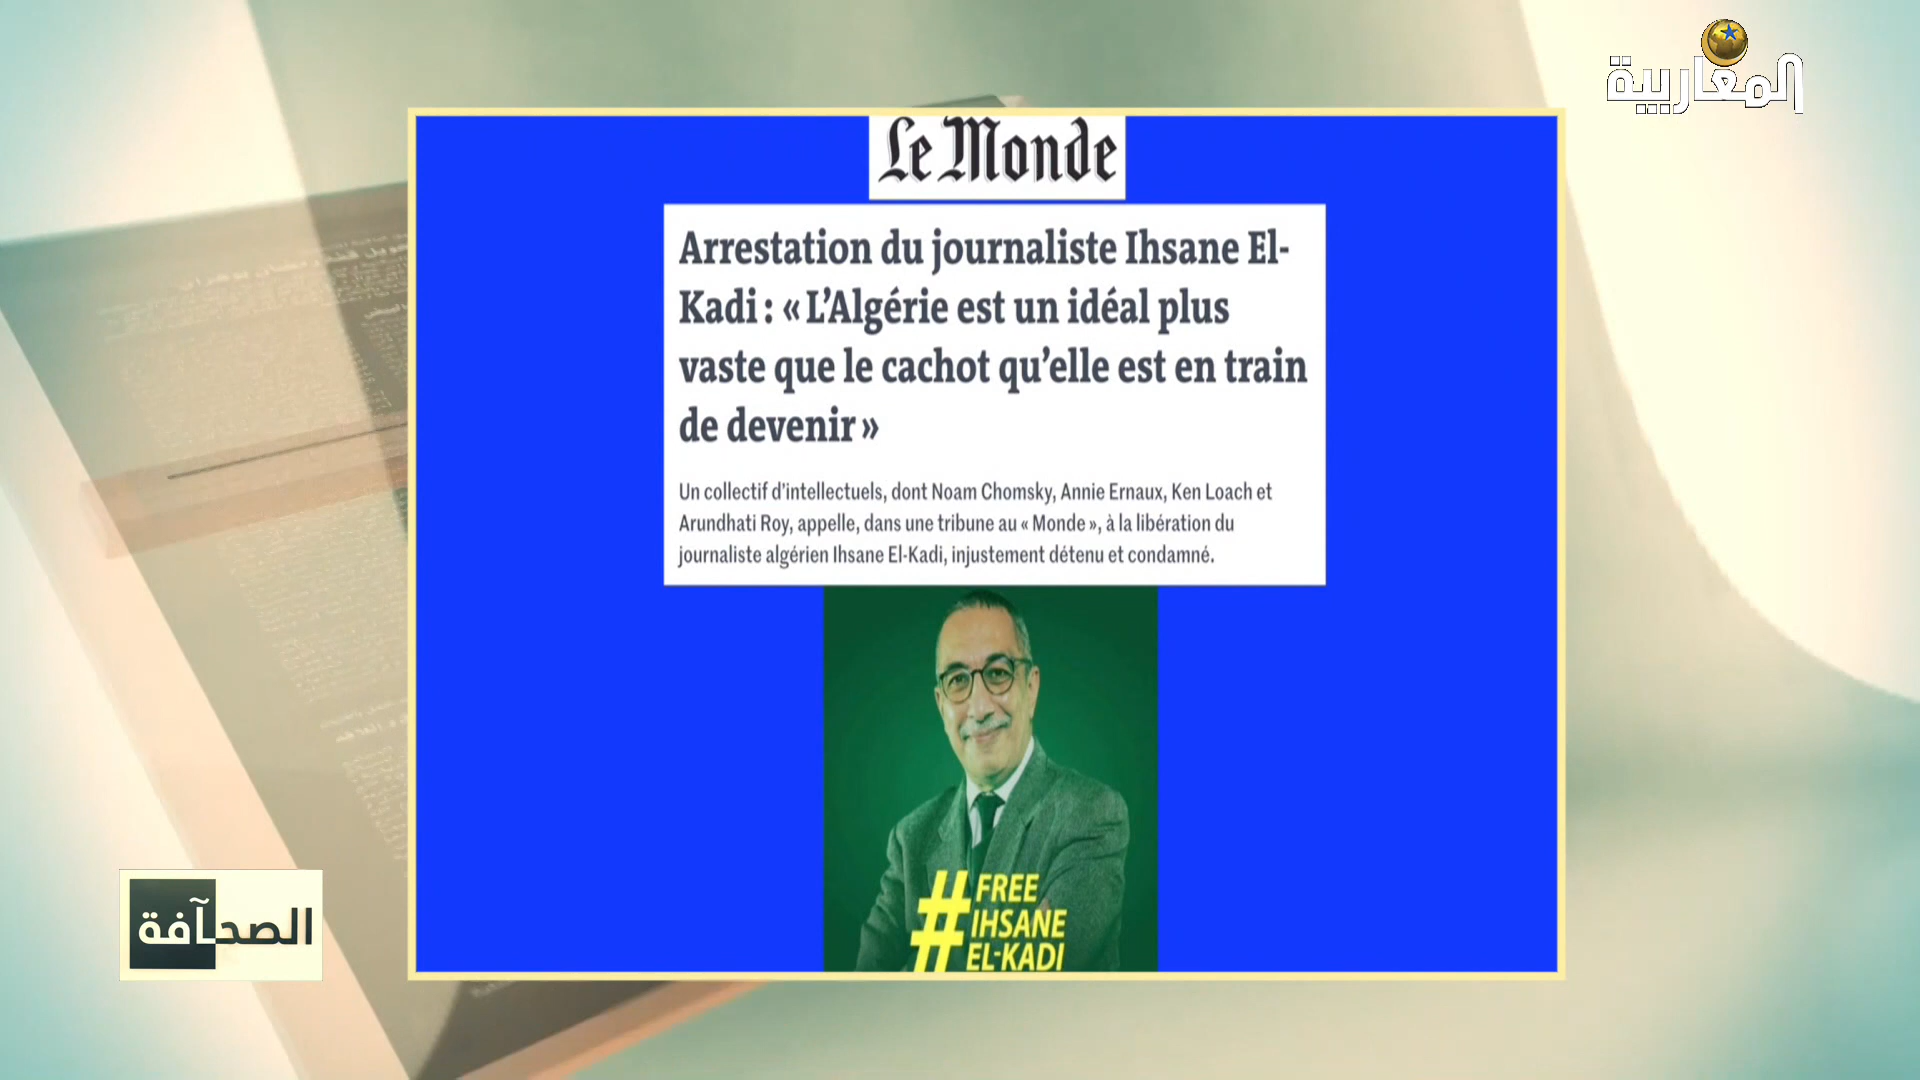 المغاربية
Le Monde
Arrestation du journaliste Ihsane El-
Kadi : « L’Algérie est un idéal plus
vaste que le cachot qu’elle est en train
de devenir »
Un collectif d’intellectuels, dont Noam Chomsky, Annie Ernaux, Ken Loach et
Arundhati Roy, appelle, dans une tribune au « Monde », à la libération du
journaliste algérien Ihsane El-Kadi, injustement détenu et condamné.
#FREE
IHSANE
EL-KADI
الصحآفة